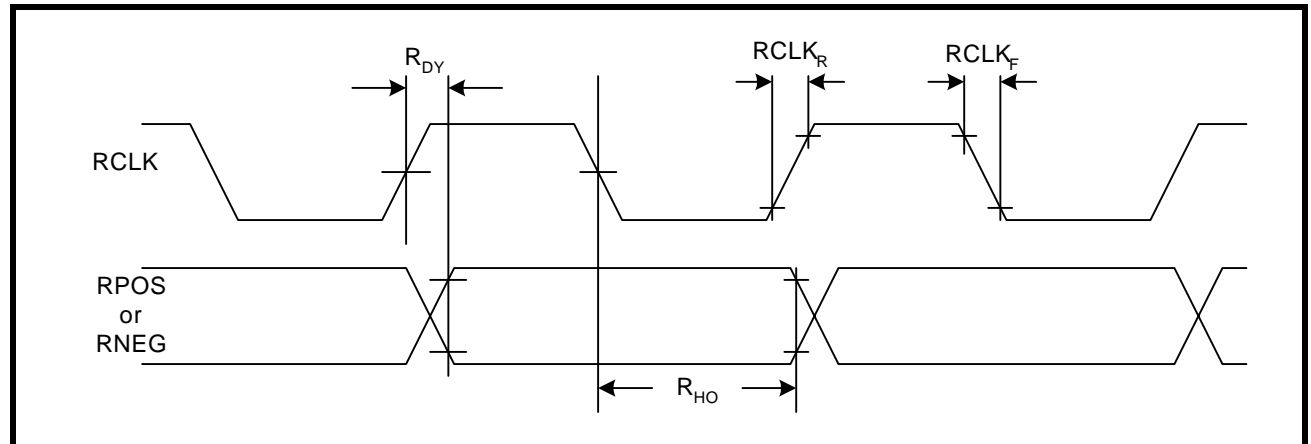 R_DY
RCLK_R
RCLK_F
RCLK
RPOS
or
RNEG
R_HO